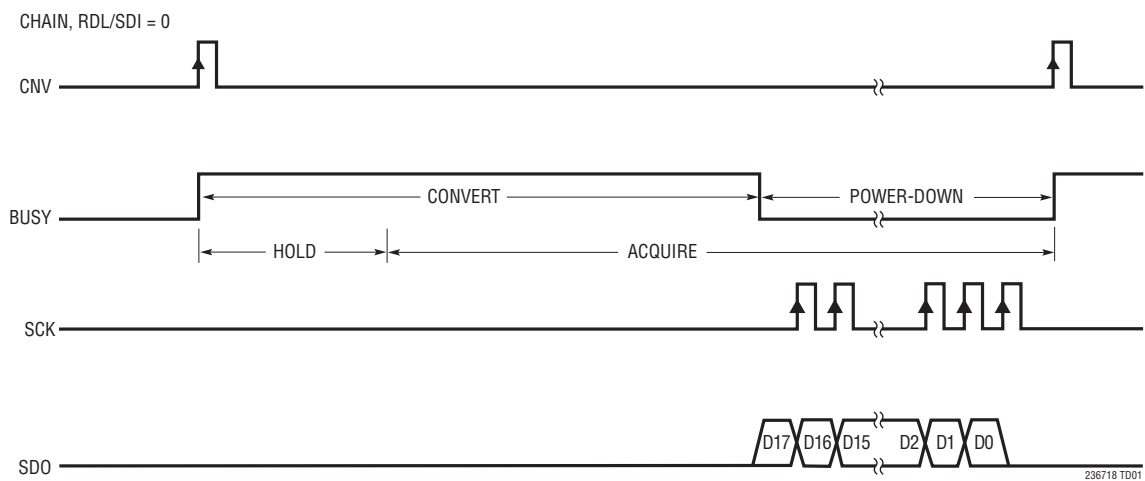 CHAIN, RDL/SDI = 0
CNV
CONVERT
POWER-DOWN
BUSY
HOLD
ACQUIRE
SCK
D17 D16 D15 D2 D1 D0
SDO
236718 TD01